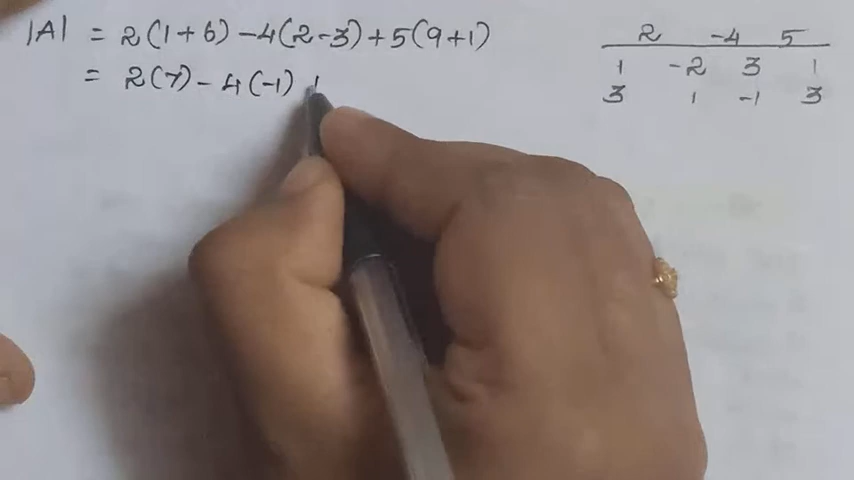 |A| = 2(1+6) -4(2-3) +5(9+1)
= 2(7) - 4(-1)
2 -4 5
1 -2 3 1
3 1 -1 3